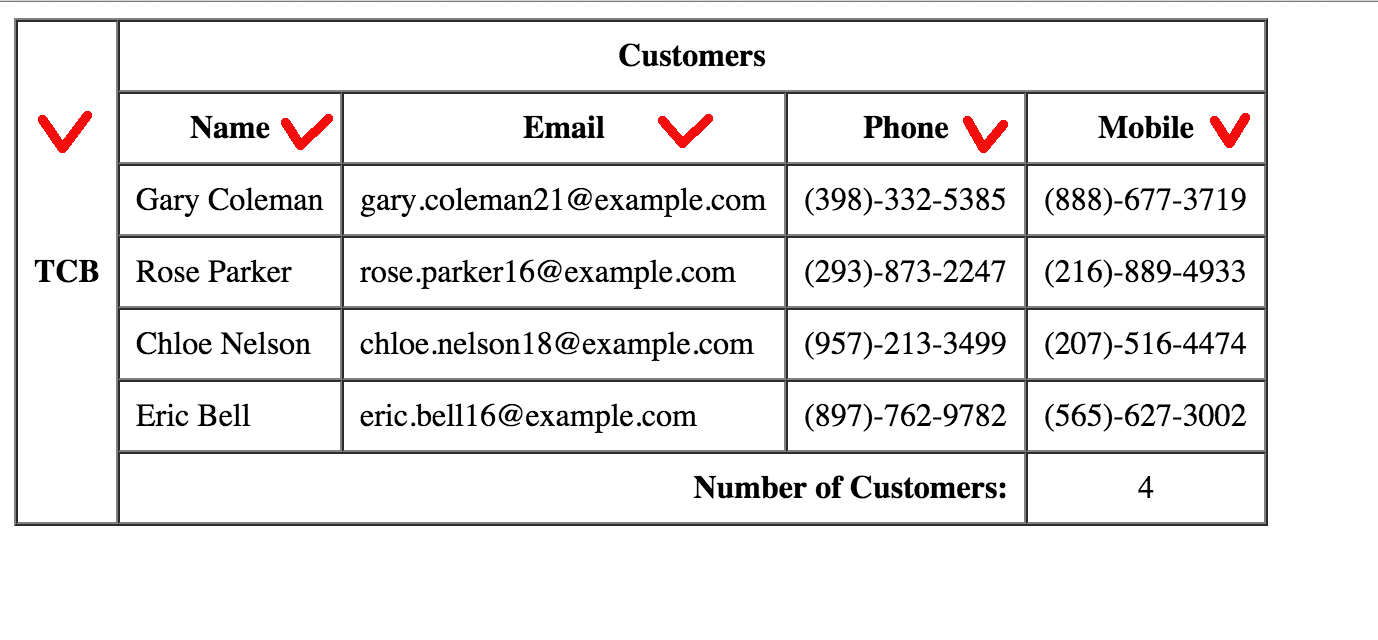 Customers
Name Email Phone Mobile
Gary Coleman gary.coleman21@example.com (398)-332-5385 (888)-677-3719
TCB Rose Parker rose.parker16@example.com (293)-873-2247 (216)-889-4933
Chloe Nelson chloe.nelson18@example.com (957)-213-3499 (207)-516-4474
Eric Bell eric.bell16@example.com (897)-762-9782 (565)-627-3002
Number of Customers: 4